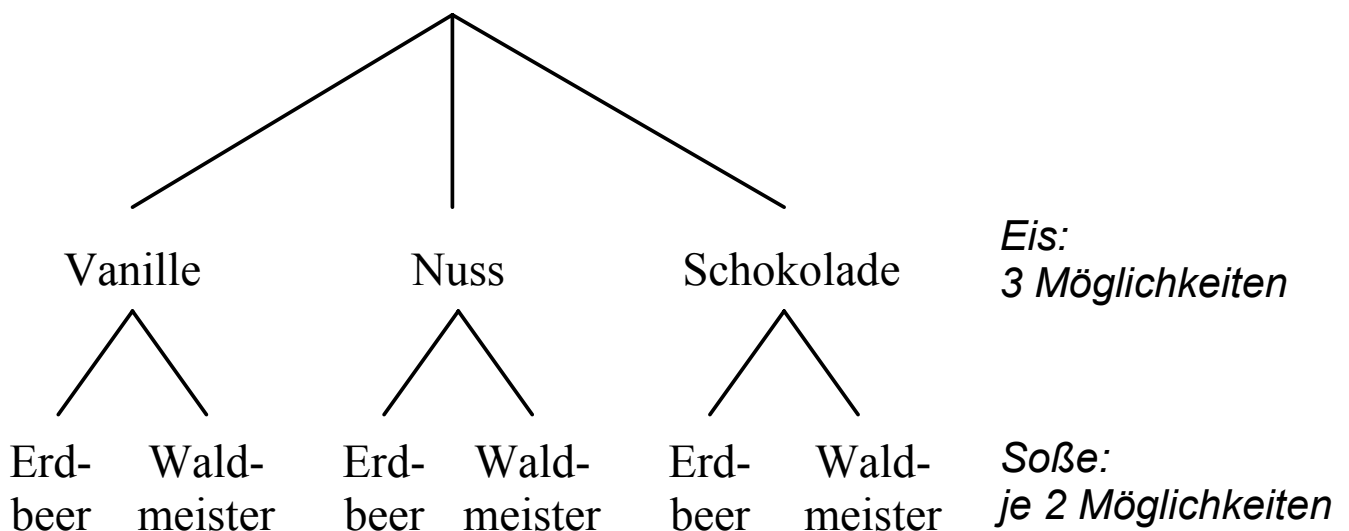 Vanille Nuss Schokolade
Eis:
3 Möglichkeiten
Erd- Wald- Erd- Wald- Erd- Wald-
beer meister beer meister beer meister
Soße:
je 2 Möglichkeiten